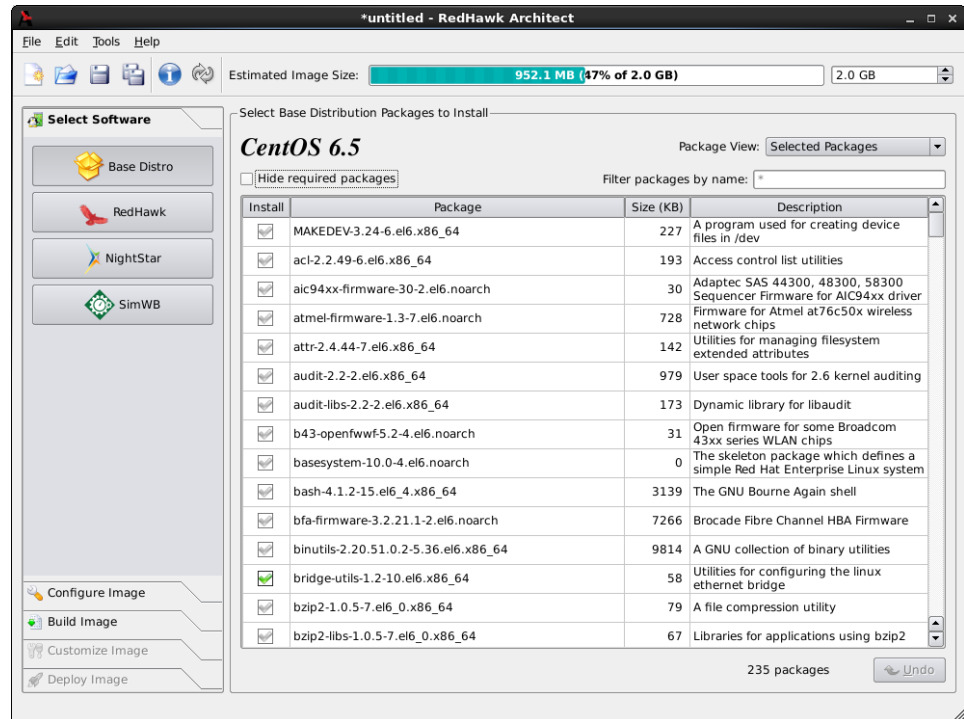 *untitled - RedHawk Architect
File Edit Tools Help
Estimated Image Size: 952.1 MB (47% of 2.0 GB) 2.0 GB
Select Software
Base Distro
RedHawk
NightStar
SimWB
Configure Image
Build Image
Customize Image
Deploy Image
Select Base Distribution Packages to Install
CentOS 6.5
Package View: Selected Packages
Hide required packages
Filter packages by name: *
Install Package Size (KB) Description
MAKEDEV-3.24-6.el6.x86_64 227 A program used for creating device
files in /dev
acl-2.2.49-6.el6.x86_64 193 Access control list utilities
aic94xx-firmware-30-2.el6.noarch 30 Adaptec SAS 44300, 48300, 58300
Sequencer Firmware for AIC94xx driver
atmel-firmware-1.3-7.el6.noarch 728 Firmware for Atmel at76c50x wireless
network chips
attr-2.4.44-7.el6.x86_64 142 Utilities for managing filesystem
extended attributes
audit-2.2-2.el6.x86_64 979 User space tools for 2.6 kernel auditing
audit-libs-2.2-2.el6.x86_64 173 Dynamic library for libaudit
b43-openfwwf-5.2-4.el6.noarch 31 Open firmware for some Broadcom
43xx series WLAN chips
basesystem-10.0-4.el6.noarch 0 The skeleton package which defines a
simple Red Hat Enterprise Linux system
bash-4.1.2-15.el6_4.x86_64 3139 The GNU Bourne Again shell
bfa-firmware-3.2.21.1-2.el6.noarch 7266 Brocade Fibre Channel HBA Firmware
binutils-2.20.51.0.2-5.36.el6.x86_64 9814 A GNU collection of binary utilities
bridge-utils-1.2-10.el6.x86_64 58 Utilities for configuring the linux
ethernet bridge
bzip2-1.0.5-7.el6_0.x86_64 79 A file compression utility
bzip2-libs-1.0.5-7.el6_0.x86_64 67 Libraries for applications using bzip2
235 packages
Undo